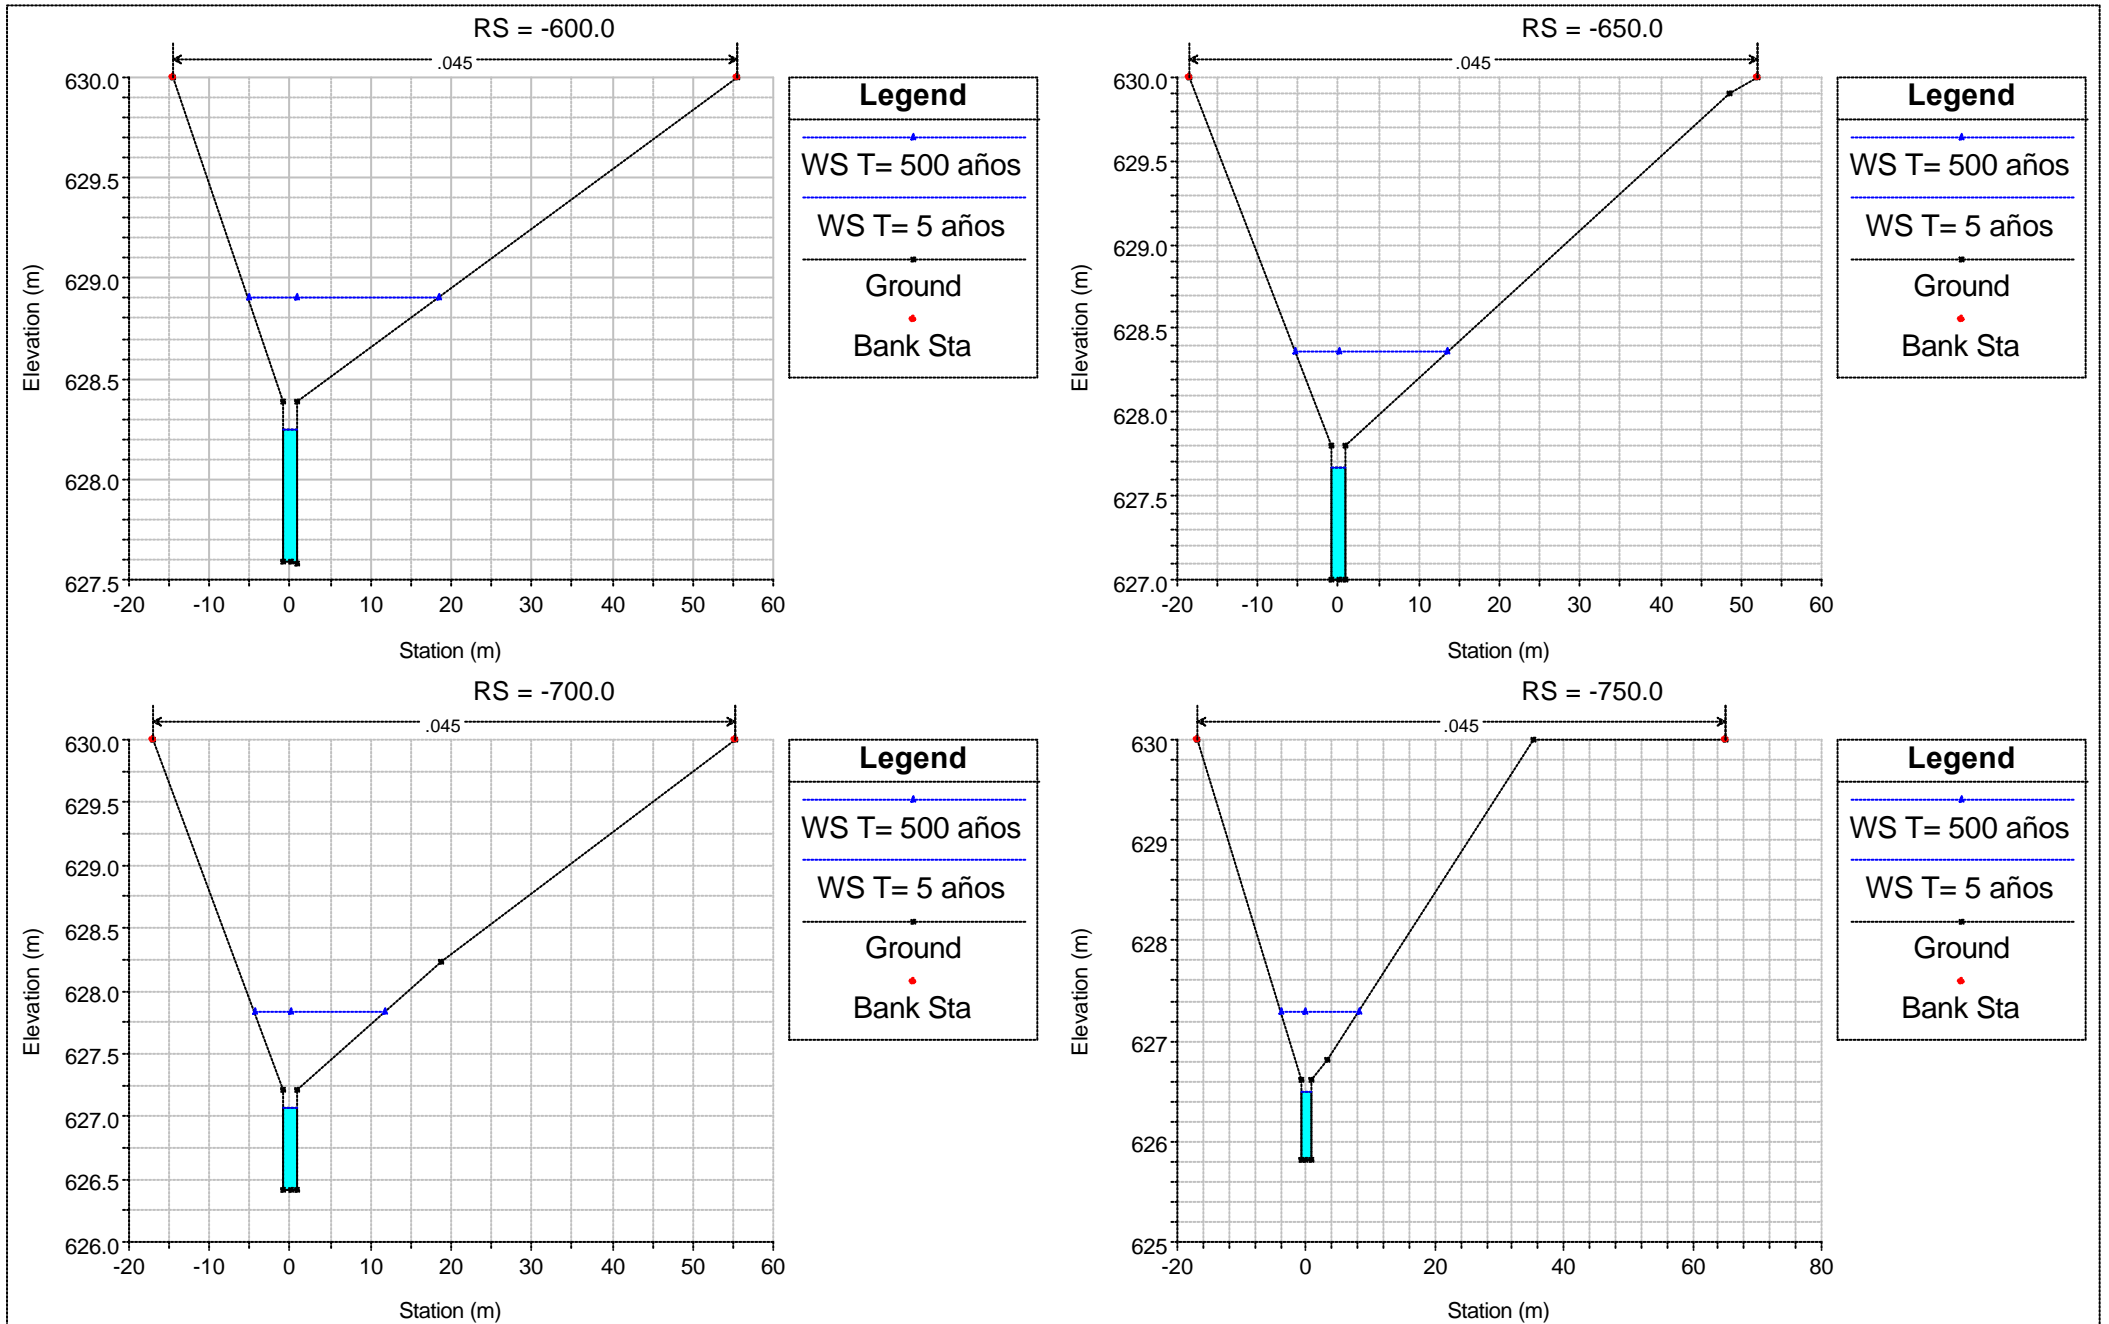 RS = -600.0
.045
630.0
629.5
629.0
628.5
628.0
627.5
-20 -10 0 10 20 30 40 50 60
Elevation (m)
Station (m)
Legend
WS T= 500 años
WS T= 5 años
Ground
Bank Sta
RS = -650.0
.045
630.0
629.5
629.0
628.5
628.0
627.5
627.0
-20 -10 0 10 20 30 40 50 60
Elevation (m)
Station (m)
Legend
WS T= 500 años
WS T= 5 años
Ground
Bank Sta
RS = -700.0
.045
630.0
629.5
629.0
628.5
628.0
627.5
627.0
626.5
626.0
-20 -10 0 10 20 30 40 50 60
Elevation (m)
Station (m)
Legend
WS T= 500 años
WS T= 5 años
Ground
Bank Sta
RS = -750.0
.045
630
629
628
627
626
625
-20 0 20 40 60 80
Elevation (m)
Station (m)
Legend
WS T= 500 años
WS T= 5 años
Ground
Bank Sta